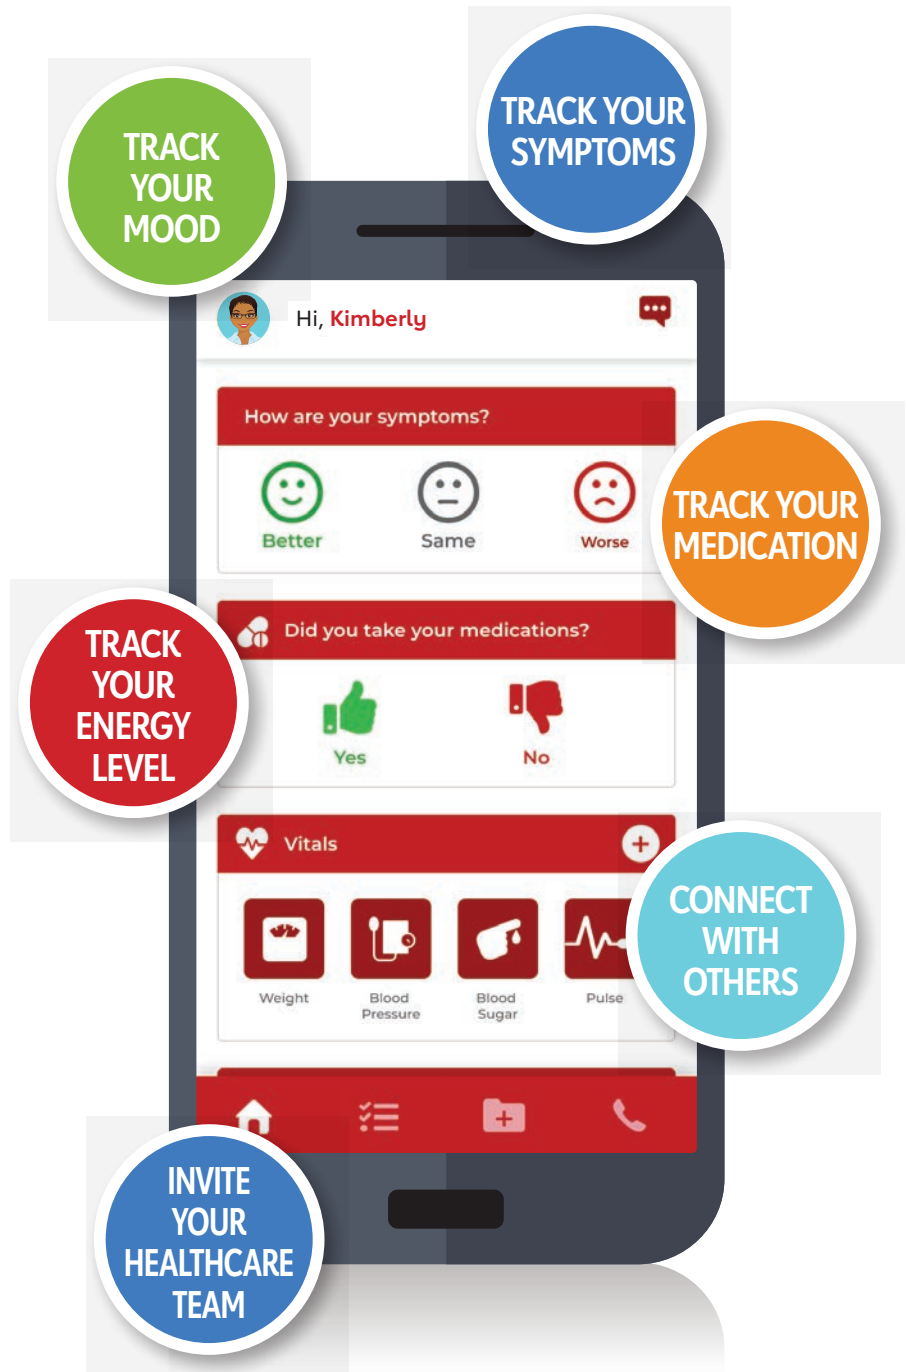 TRACK YOUR
SYMPTOMS
TRACK
YOUR
MOOD
Hi, Kimberly
How are your symptoms?
Better
Same
Worse
TRACK YOUR
MEDICATION
Did you take your medications?
Yes
No
TRACK
YOUR
ENERGY
LEVEL
Vitals
Weight
Blood
Pressure
Blood
Sugar
Pulse
CONNECT
WITH
OTHERS
INVITE
YOUR
HEALTHCARE
TEAM